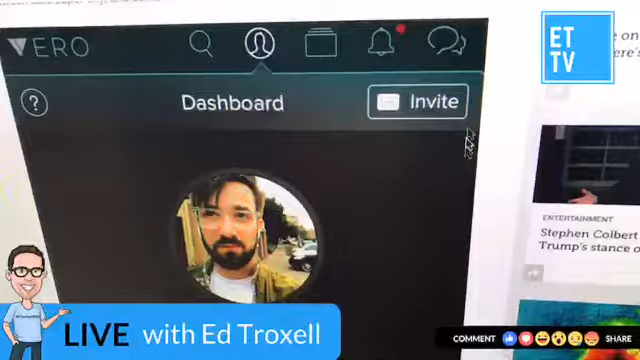 VERO
ET
TV
?
Dashboard
Invite
ENTERTAINMENT
Stephen Colbert
Trump's stance o
LIVE with Ed Troxell
COMMENT
SHARE